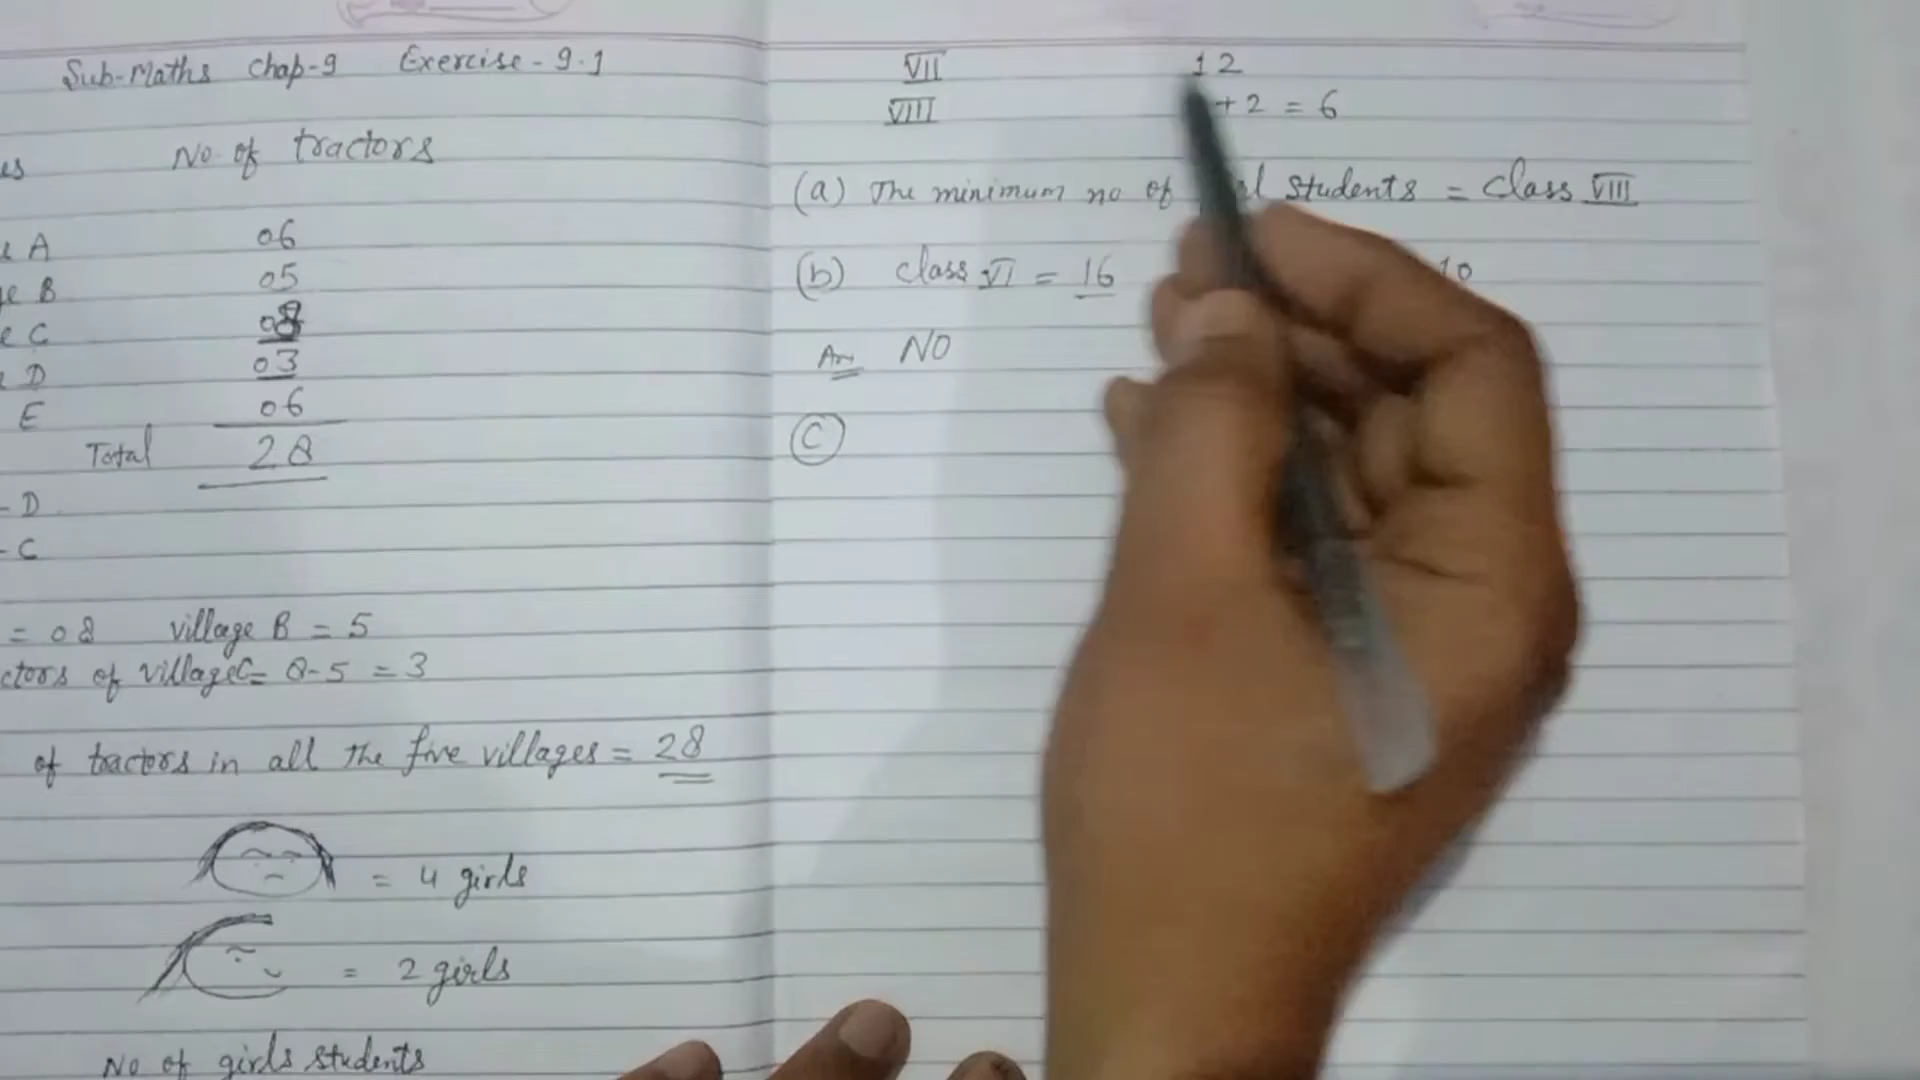 Sub-Maths Chap-9 Exercise-9.1
es No. of tractors
A 06
B 05
C 08
D 03
E 06
Total 28
- D
- C
= 08 village B = 5
ctors of village C = 8-5 = 3
of tractors in all the five villages = 28
= 4 girls
= 2 girls
No of girls students
VII 12
VIII +2 = 6
(a) The minimum no of students = Class VIII
(b) class VI = 16 10
Ans NO
(C)